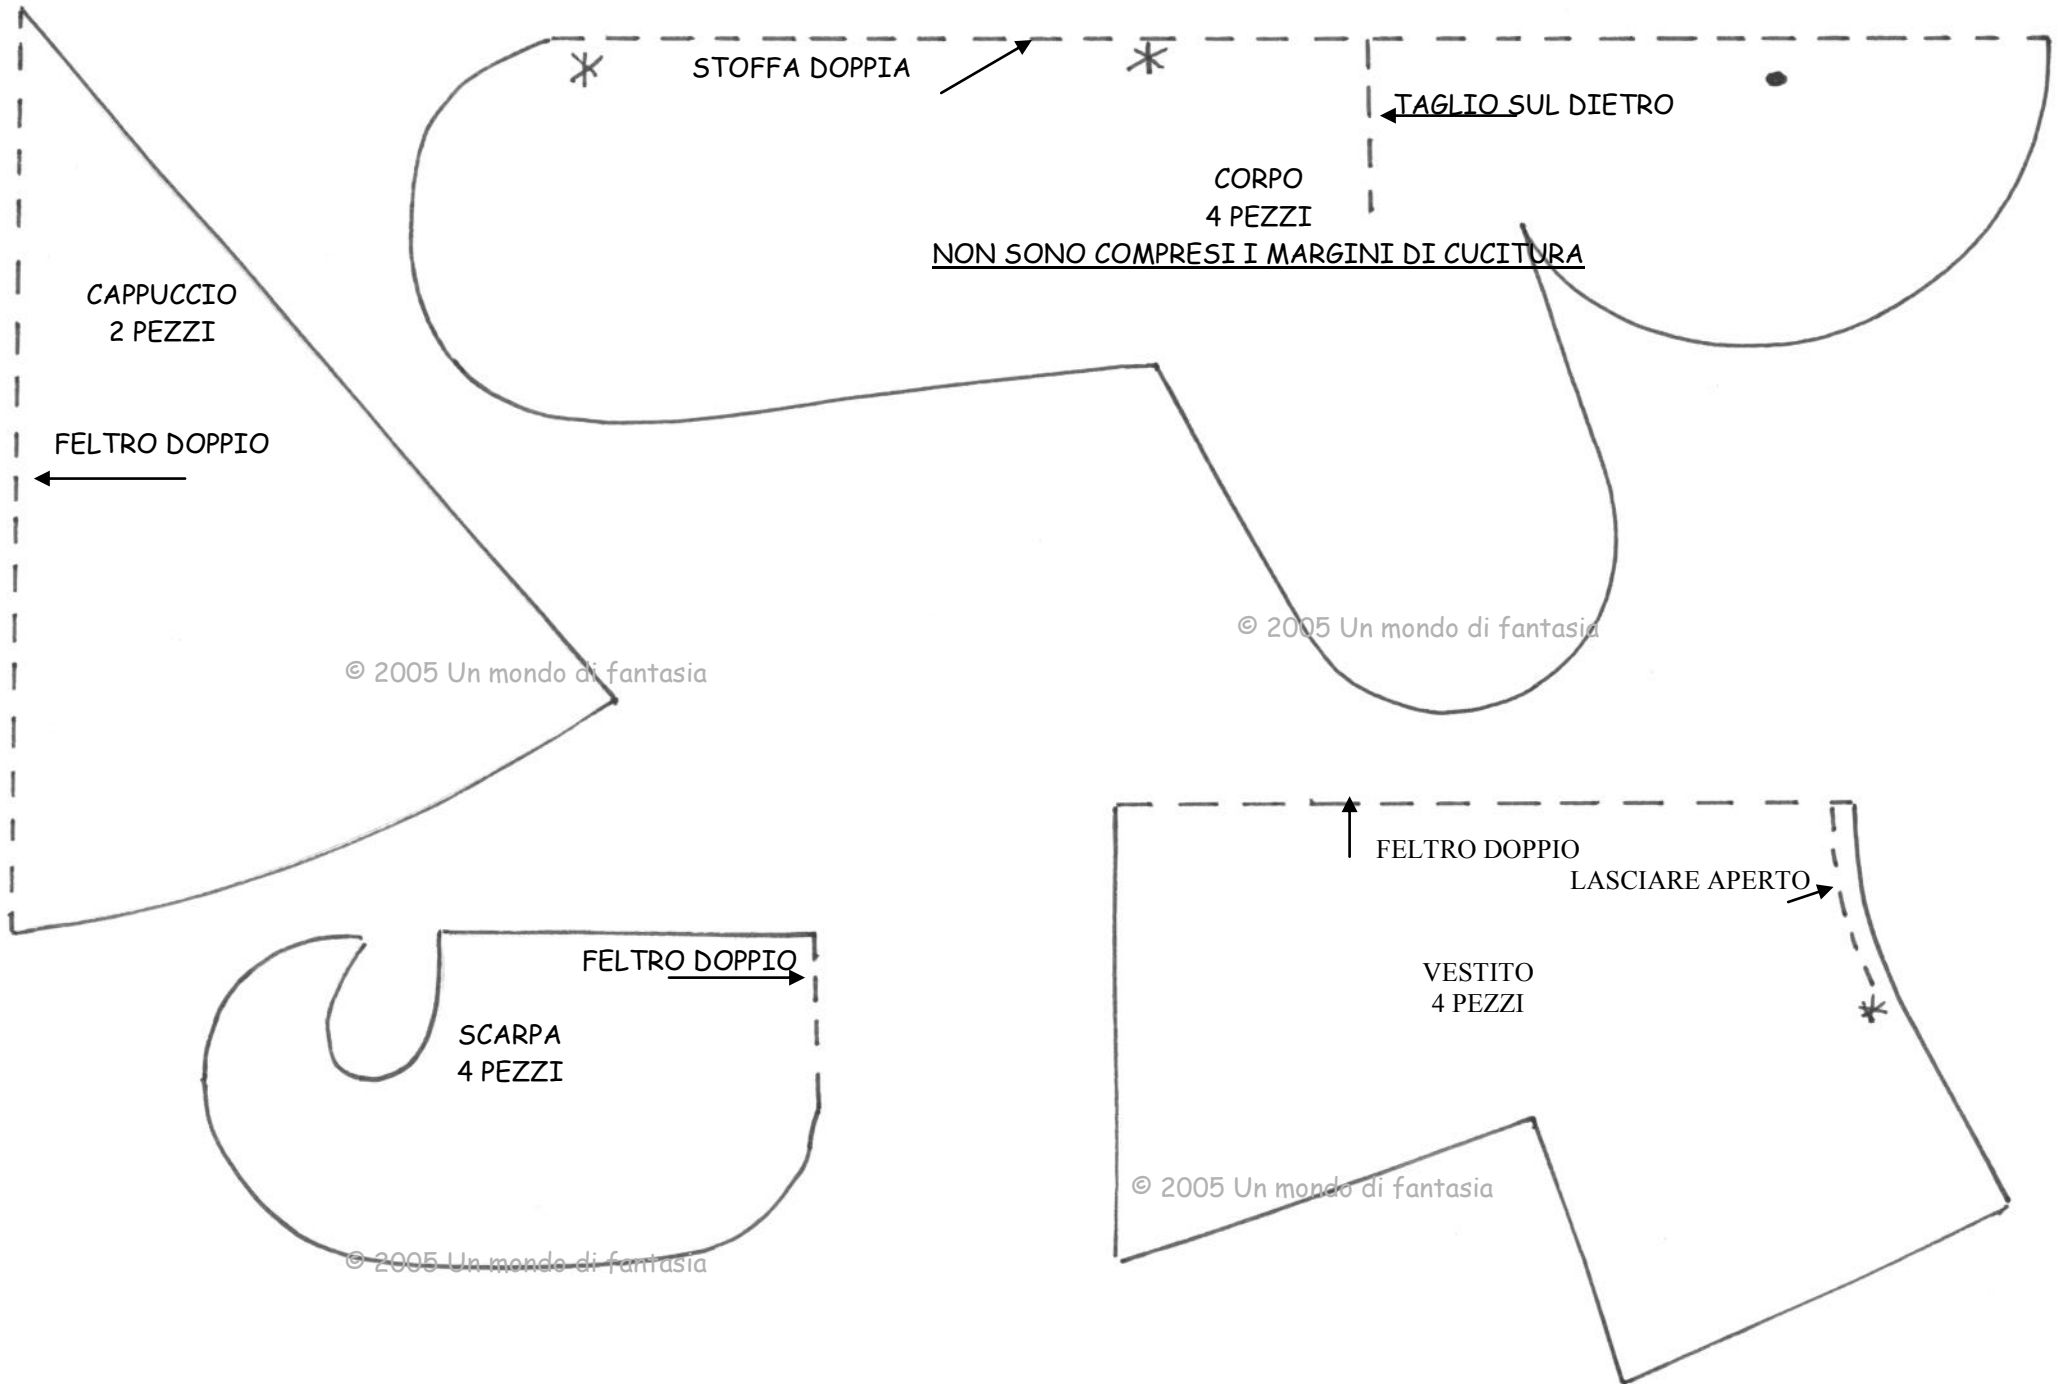 STOFFA DOPPIA
TAGLIO SUL DIETRO
CORPO
4 PEZZI
NON SONO COMPRESI I MARGINI DI CUCITURA
CAPPUCCIO
2 PEZZI
FELTRO DOPPIO
© 2005 Un mondo di fantasia
© 2005 Un mondo di fantasia
FELTRO DOPPIO
LASCIARE APERTO
VESTITO
4 PEZZI
© 2005 Un mondo di fantasia
FELTRO DOPPIO
SCARPA
4 PEZZI
© 2005 Un mondo di fantasia